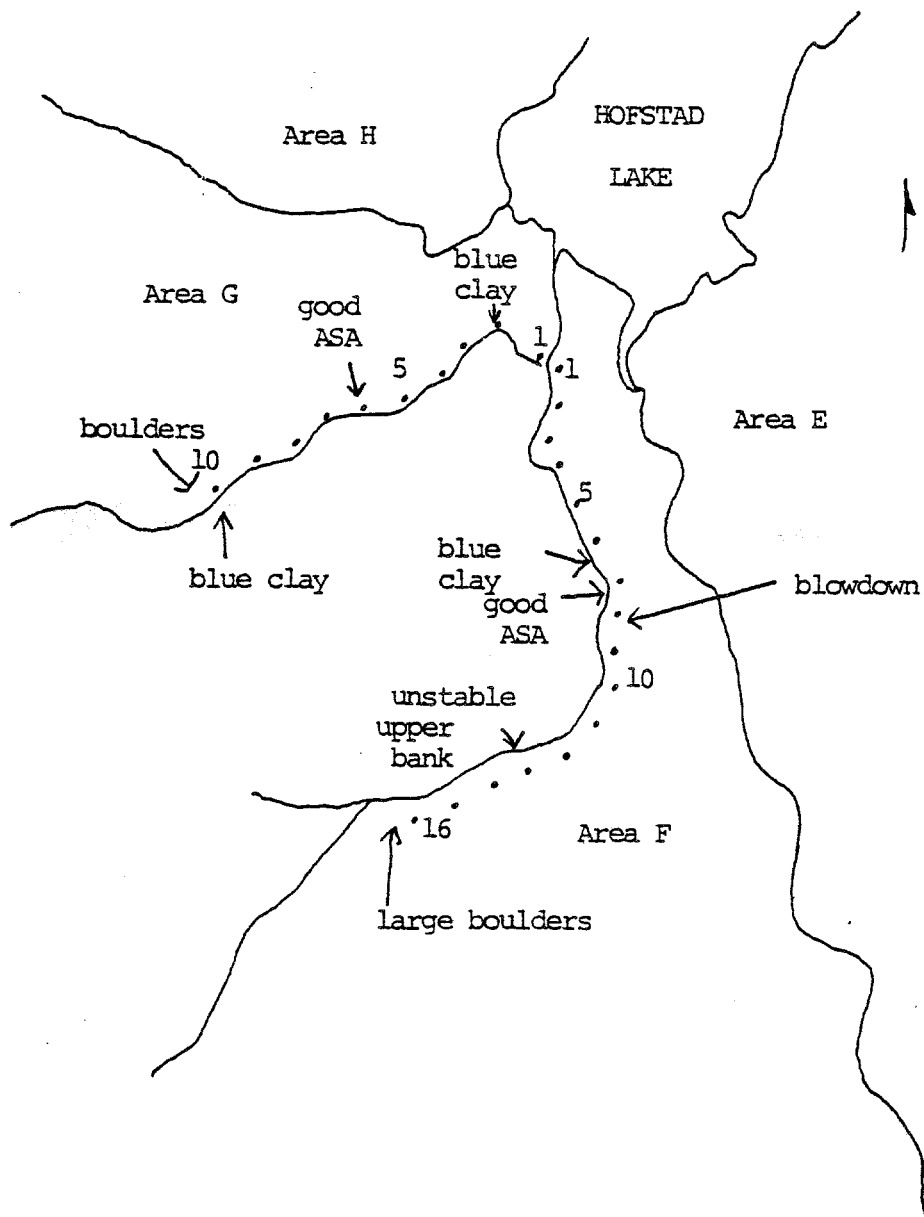 HOFSTAD
LAKE
Area H
blue
clay
Area G
good
ASA
1
1
5
Area E
boulders
10
5
blue clay
blue
clay
good
ASA
blowdown
10
unstable
upper
bank
16
Area F
large boulders